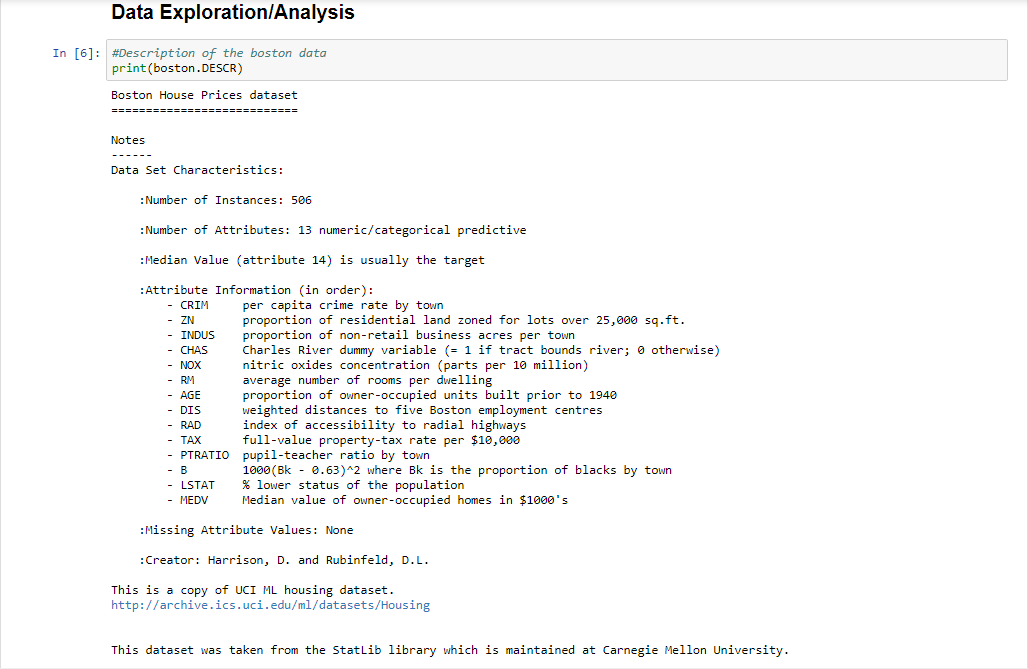 Data Exploration/Analysis
In [6]: #Description of the boston data
print(boston.DESCR)
Boston House Prices dataset
===========================
Notes
------
Data Set Characteristics:
:Number of Instances: 506
:Number of Attributes: 13 numeric/categorical predictive
:Median Value (attribute 14) is usually the target
:Attribute Information (in order):
- CRIM     per capita crime rate by town
- ZN       proportion of residential land zoned for lots over 25,000 sq.ft.
- INDUS    proportion of non-retail business acres per town
- CHAS     Charles River dummy variable (= 1 if tract bounds river; 0 otherwise)
- NOX      nitric oxides concentration (parts per 10 million)
- RM       average number of rooms per dwelling
- AGE      proportion of owner-occupied units built prior to 1940
- DIS      weighted distances to five Boston employment centres
- RAD      index of accessibility to radial highways
- TAX      full-value property-tax rate per $10,000
- PTRATIO  pupil-teacher ratio by town
- B        1000(Bk - 0.63)^2 where Bk is the proportion of blacks by town
- LSTAT    % lower status of the population
- MEDV     Median value of owner-occupied homes in $1000's
:Missing Attribute Values: None
:Creator: Harrison, D. and Rubinfeld, D.L.
This is a copy of UCI ML housing dataset.
http://archive.ics.uci.edu/ml/datasets/Housing
This dataset was taken from the StatLib library which is maintained at Carnegie Mellon University.